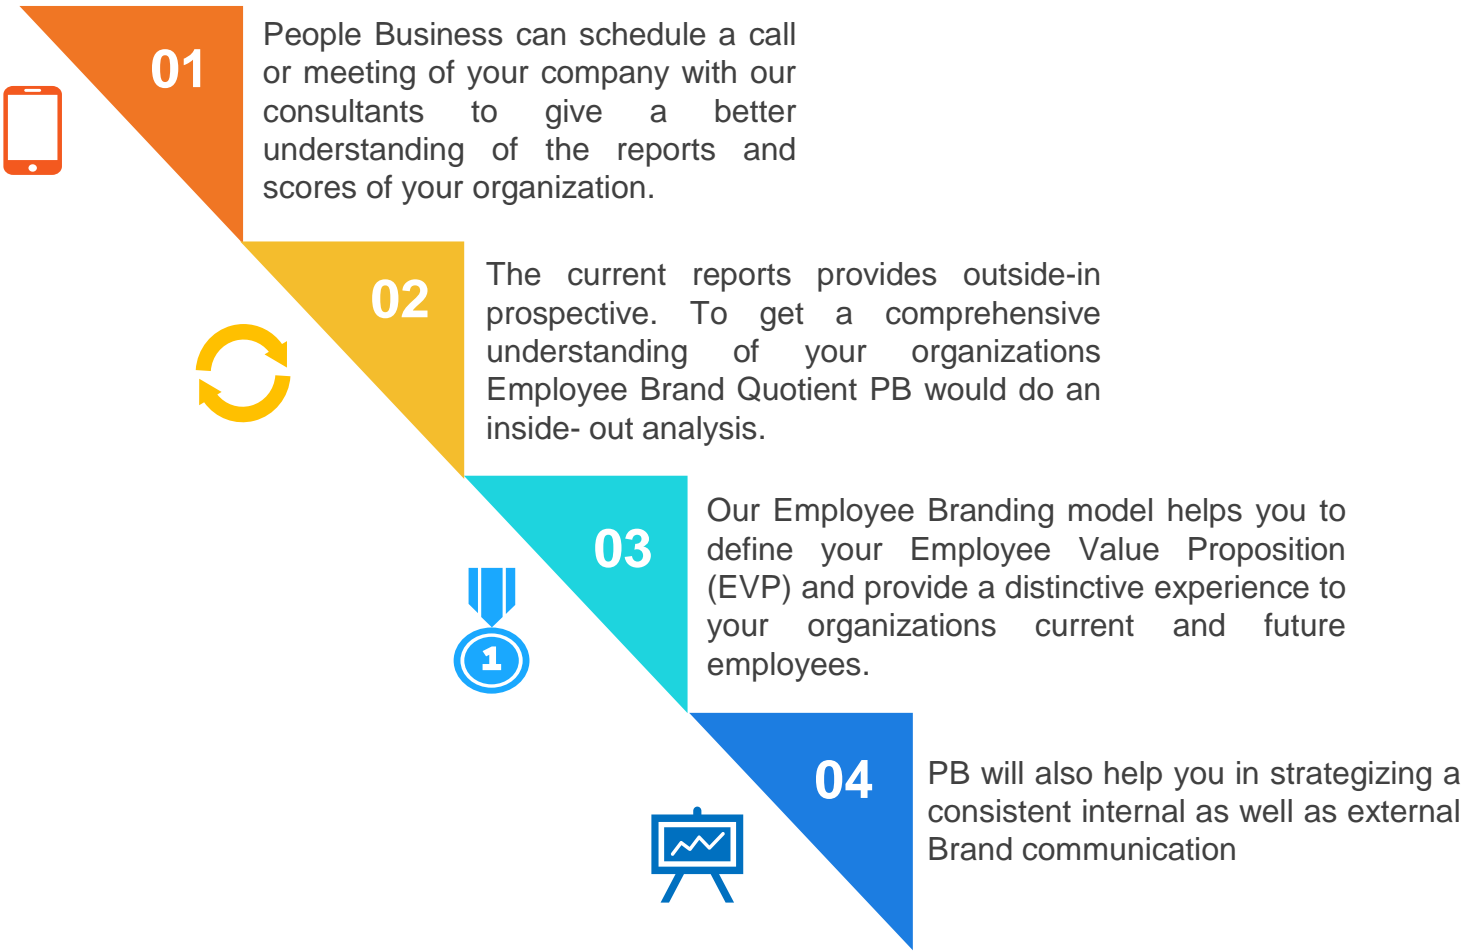 01
People Business can schedule a call
or meeting of your company with our
consultants to give a better
understanding of the reports and
scores of your organization.
02
The current reports provides outside-in
prospective. To get a comprehensive
understanding of your organizations
Employee Brand Quotient PB would do an
inside- out analysis.
03
Our Employee Branding model helps you to
define your Employee Value Proposition
(EVP) and provide a distinctive experience to
your organizations current and future
employees.
1
04
PB will also help you in strategizing a
consistent internal as well as external
Brand communication